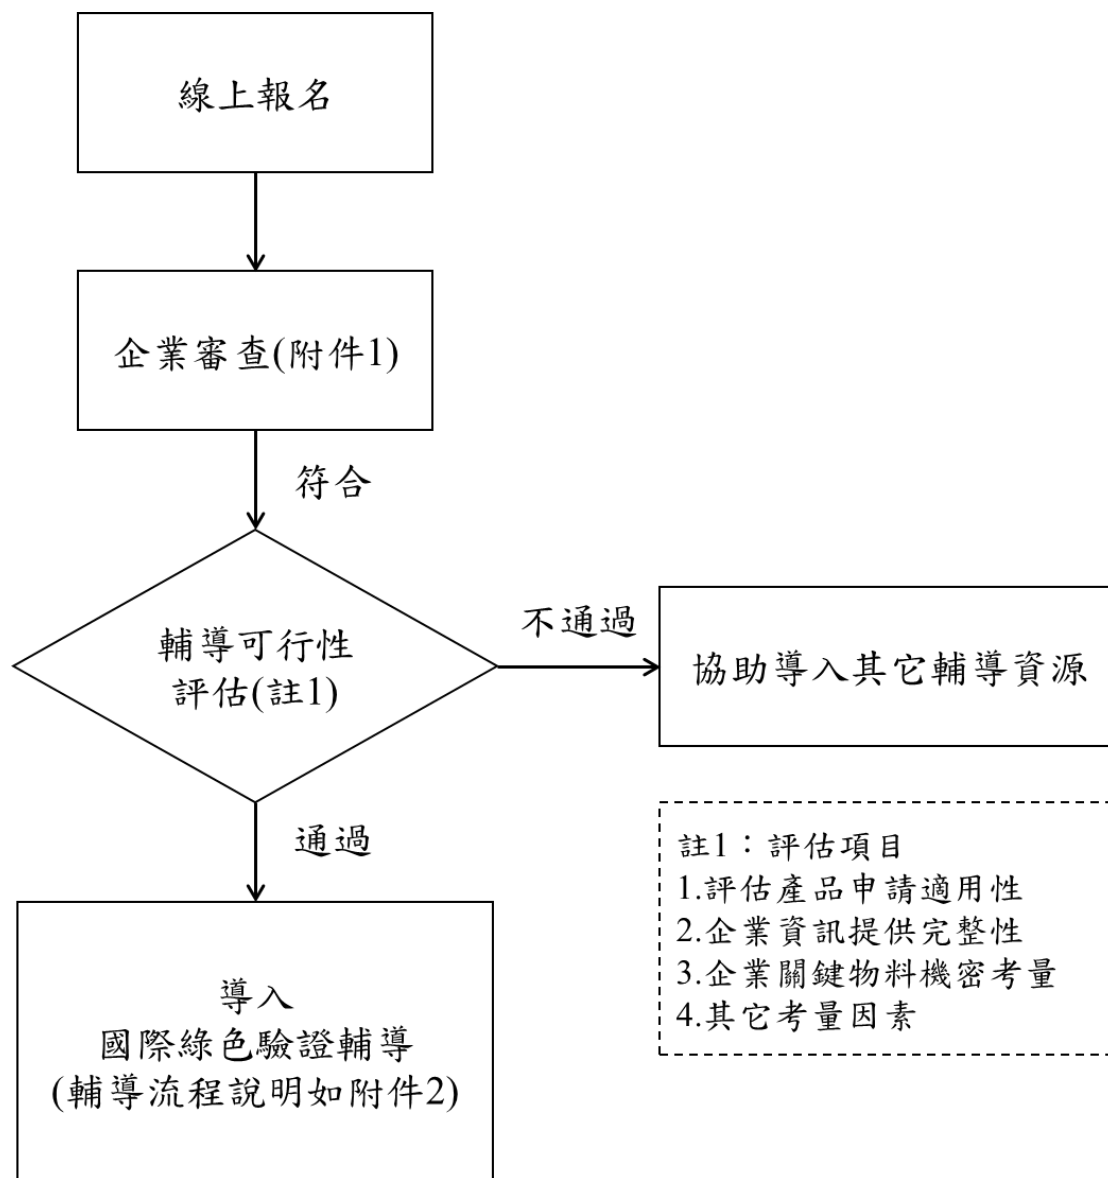 線上報名
企業審查(附件1)
符合
輔導可行性
評估(註1)
不通過
協助導入其它輔導資源
通過
導入
國際綠色驗證輔導
(輔導流程說明如附件2)
註1：評估項目
1.評估產品申請適用性
2.企業資訊提供完整性
3.企業關鍵物料機密考量
4.其它考量因素